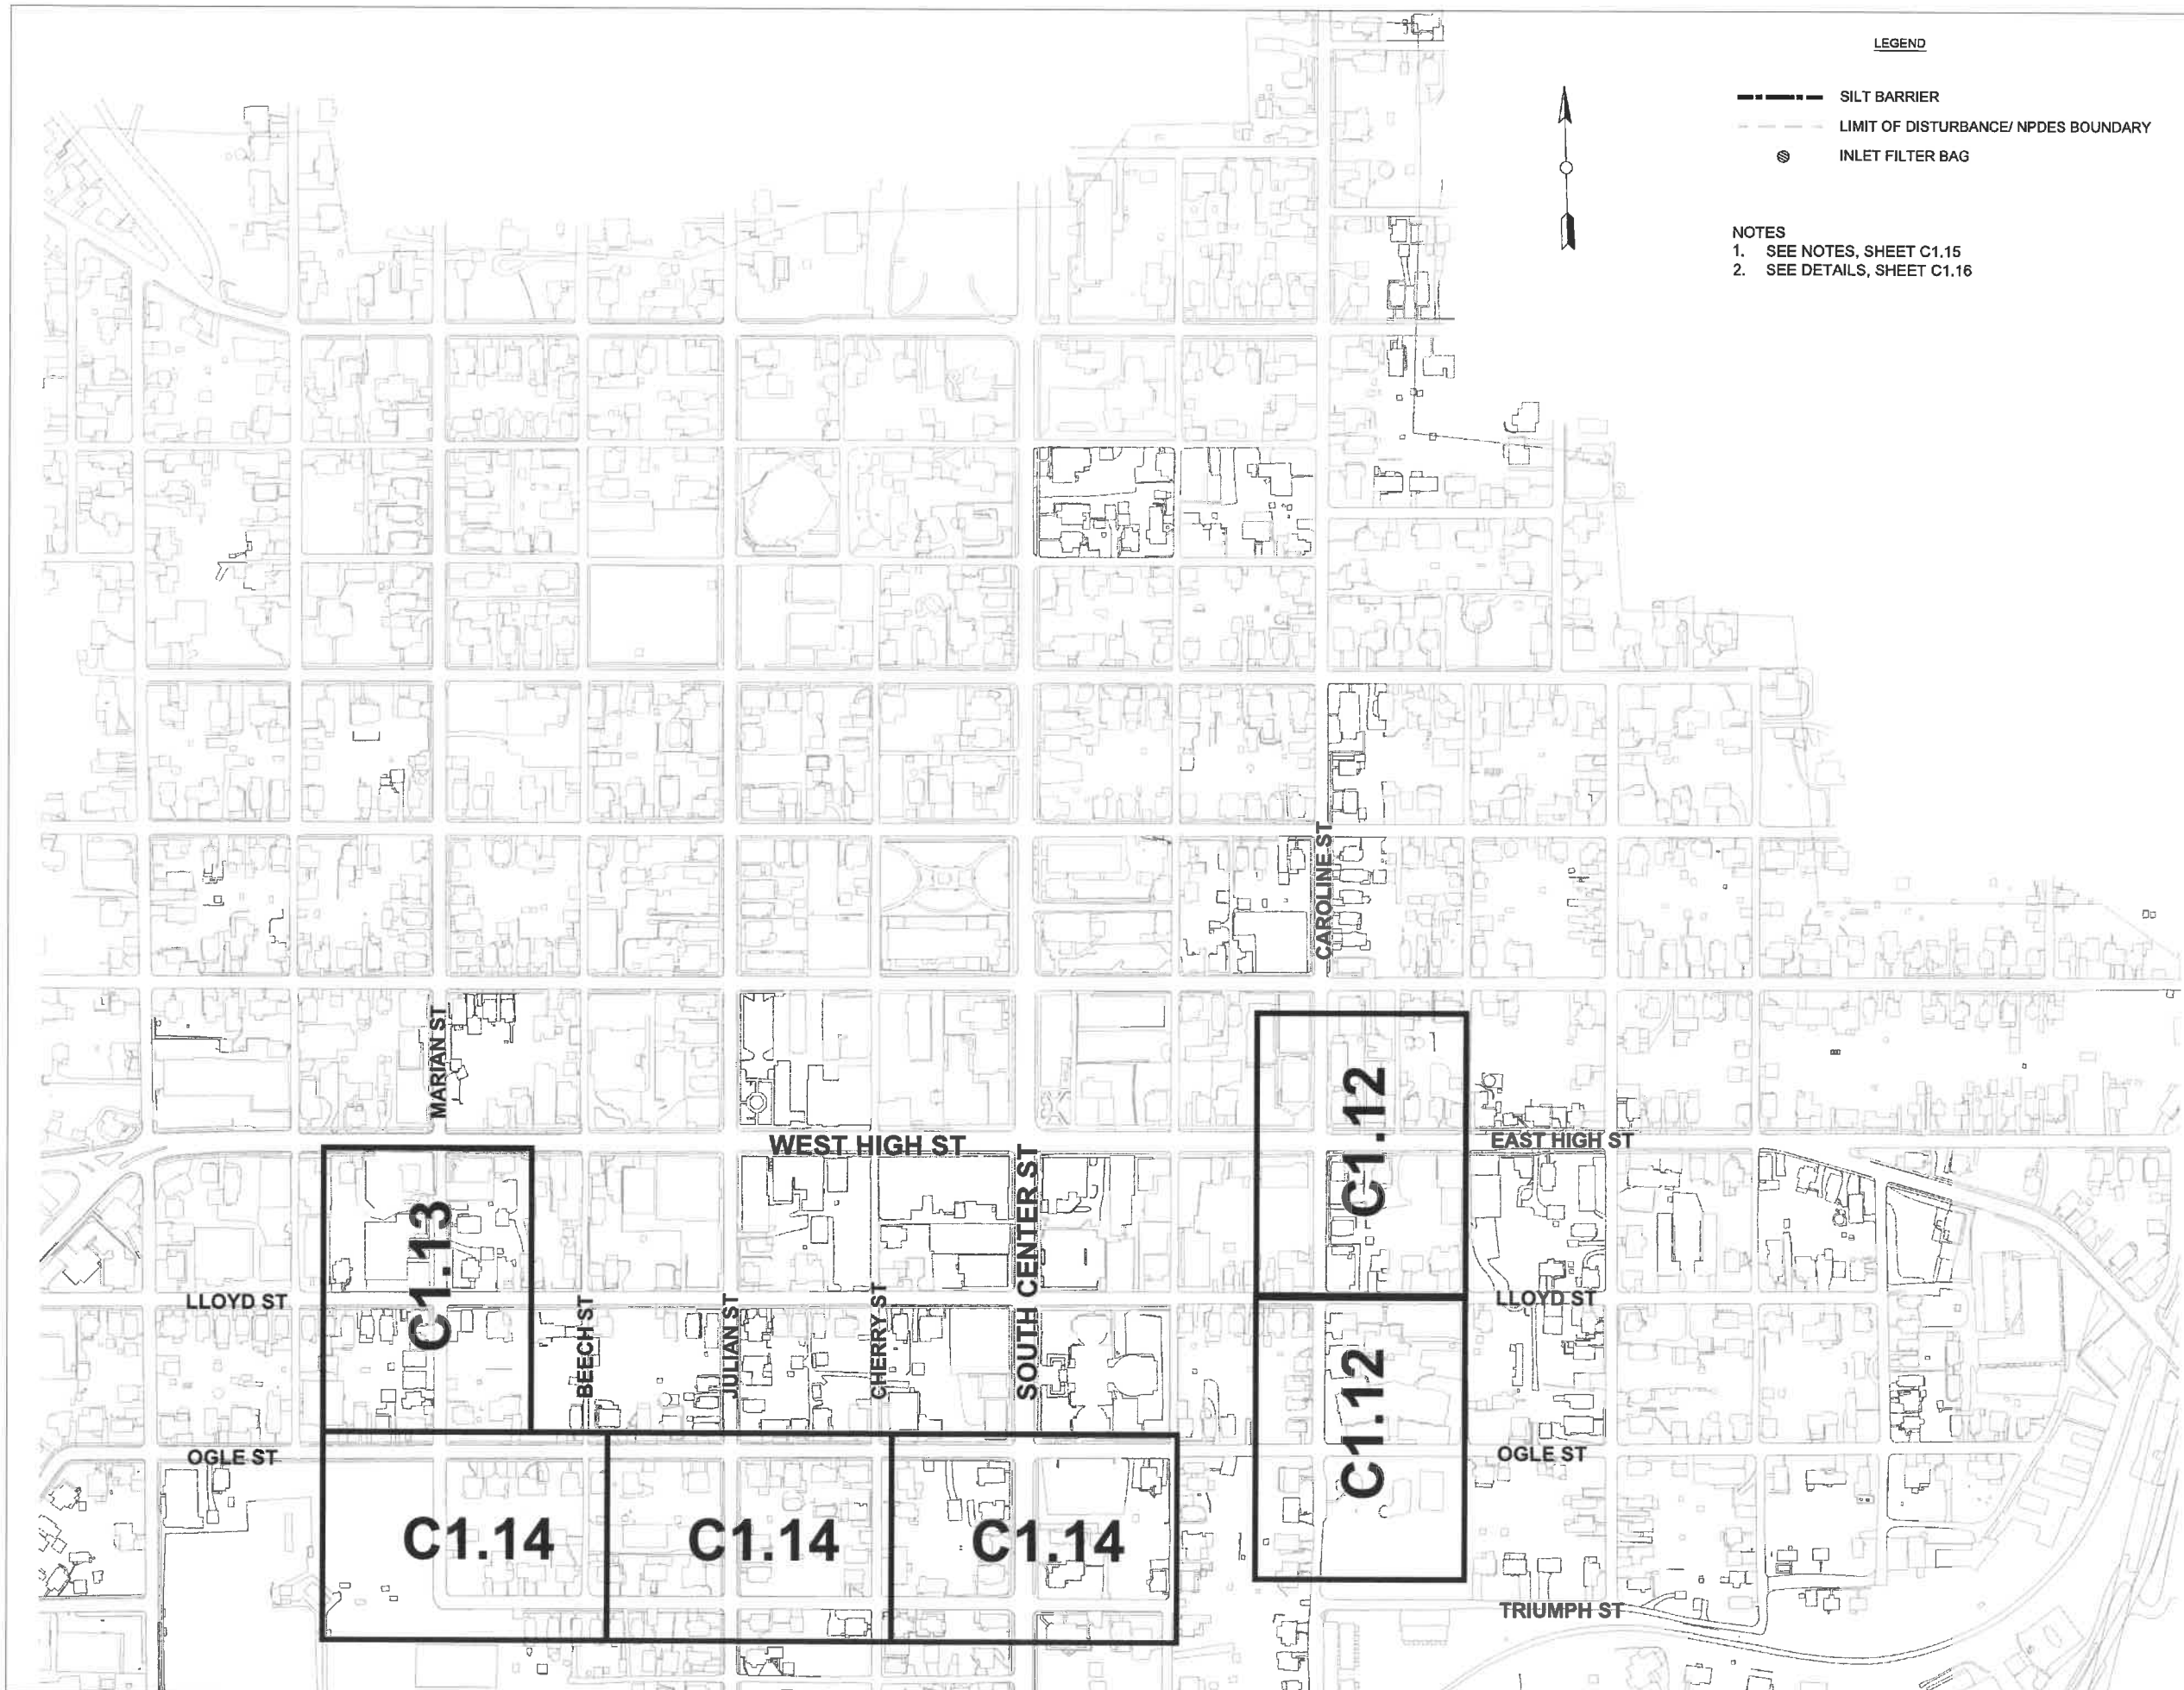 LEGEND
SILT BARRIER
LIMIT OF DISTURBANCE/ NPDES BOUNDARY
INLET FILTER BAG
NOTES
1. SEE NOTES, SHEET C1.15
2. SEE DETAILS, SHEET C1.16
CAROLINE ST
MARIAN ST
C1.12
WEST HIGH ST
EAST HIGH ST
C1.13
SOUTH CENTER ST
LLOYD ST
BEECH ST
JULIAN ST
CHERRY ST
LLOYD ST
C1.12
OGLE ST
OGLE ST
C1.14
C1.14
C1.14
TRIUMPH ST